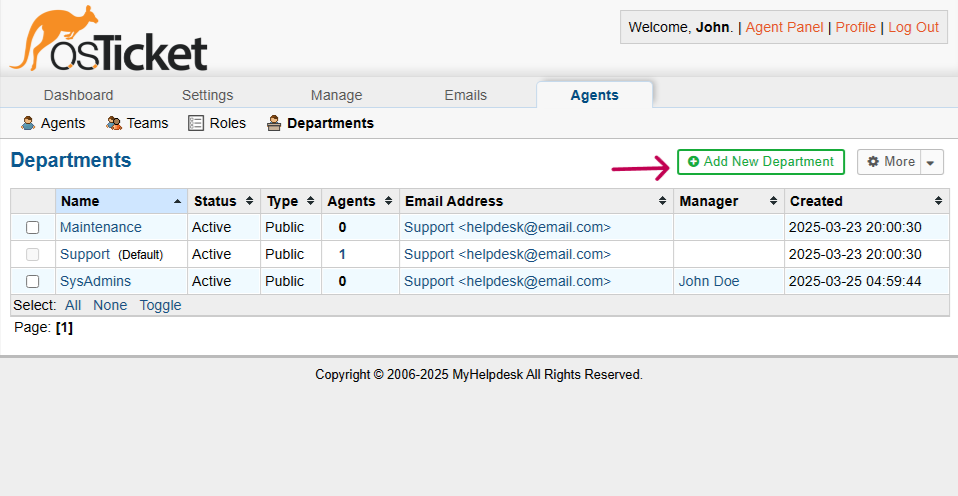 osTicket
Welcome, John. | Agent Panel | Profile | Log Out
Dashboard Settings Manage Emails Agents
Agents Teams Roles Departments
Departments
Add New Department More
Name Status Type Agents Email Address Manager Created
Maintenance Active Public 0 Support <helpdesk@email.com> 2025-03-23 20:00:30
Support (Default) Active Public 1 Support <helpdesk@email.com> 2025-03-23 20:00:30
SysAdmins Active Public 0 Support <helpdesk@email.com> John Doe 2025-03-25 04:59:44
Select: All None Toggle
Page: [1]
Copyright © 2006-2025 MyHelpdesk All Rights Reserved.